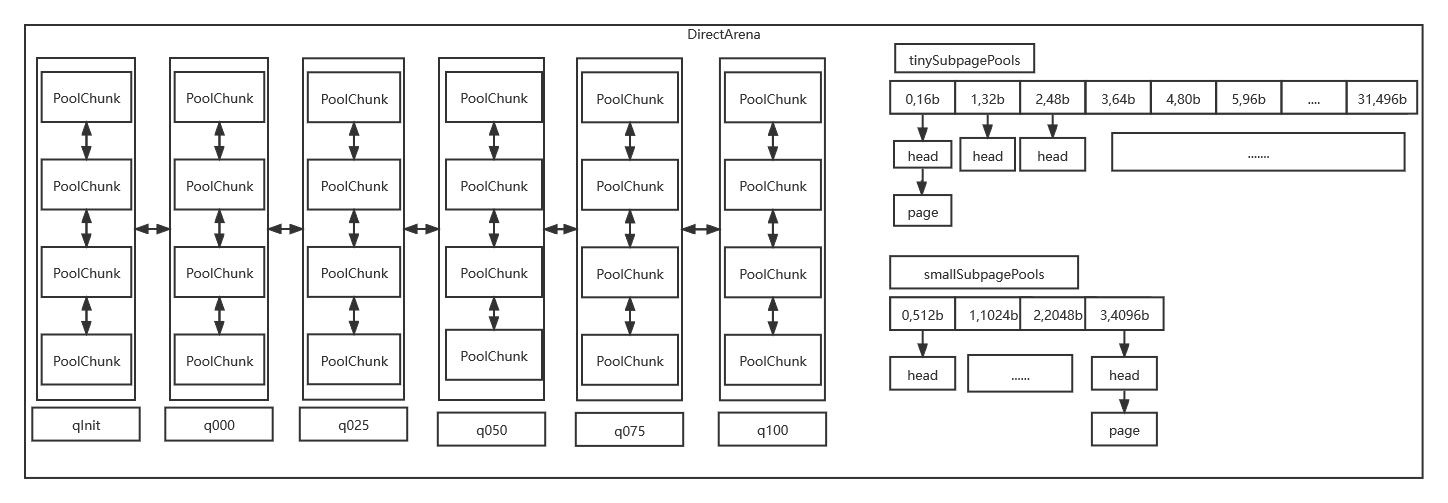 DirectArena
PoolChunk PoolChunk PoolChunk PoolChunk PoolChunk PoolChunk
PoolChunk PoolChunk PoolChunk PoolChunk PoolChunk PoolChunk
PoolChunk PoolChunk PoolChunk PoolChunk PoolChunk PoolChunk
PoolChunk PoolChunk PoolChunk PoolChunk PoolChunk PoolChunk
qInit q000 q025 q050 q075 q100
tinySubpagePools
0,16b 1,32b 2,48b 3,64b 4,80b 5,96b .... 31,496b
head head head .......
page
smallSubpagePools
0,512b 1,1024b 2,2048b 3,4096b
head ...... head
page